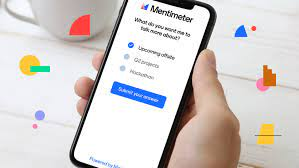 Mentimeter
What do you want me to
talk more about?
Upcoming offsite
Q2 projects
Hackathon
Submit your answer
Powered by